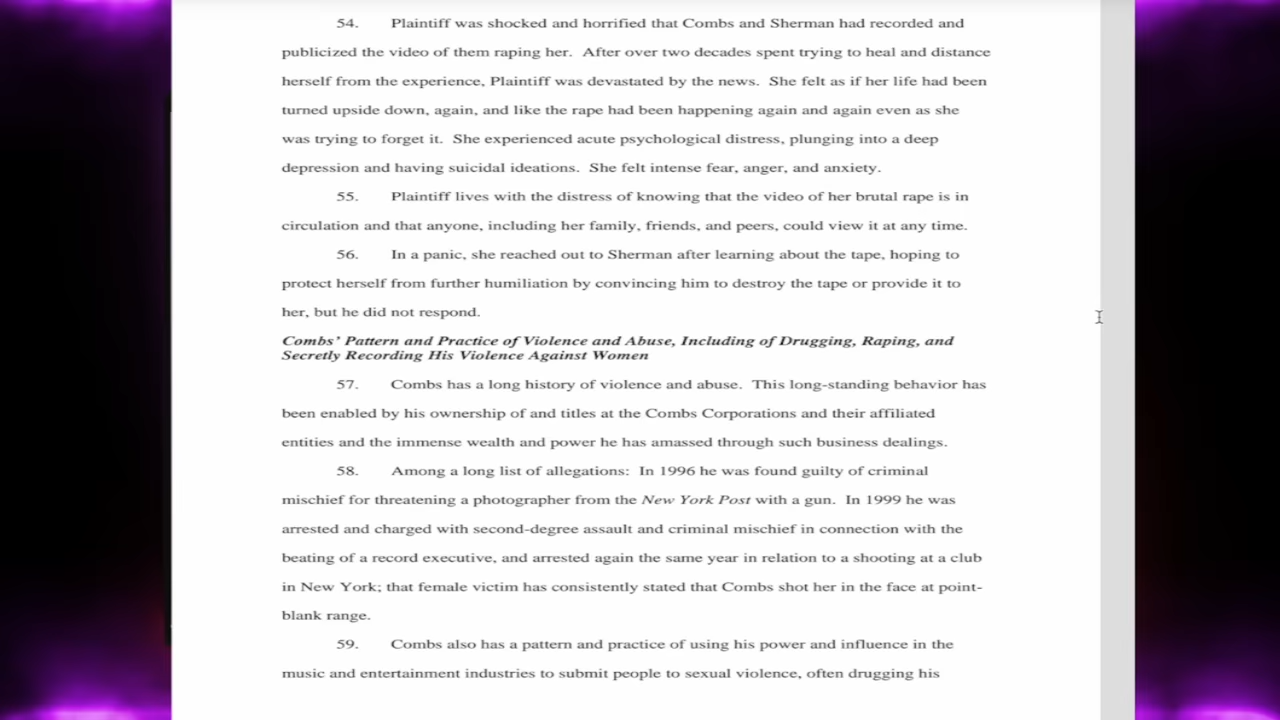 54. Plaintiff was shocked and horrified that Combs and Sherman had recorded and
publicized the video of them raping her. After over two decades spent trying to heal and distance
herself from the experience, Plaintiff was devastated by the news. She felt as if her life had been
turned upside down, again, and like the rape had been happening again and again even as she
was trying to forget it. She experienced acute psychological distress, plunging into a deep
depression and having suicidal ideations. She felt intense fear, anger, and anxiety.
55. Plaintiff lives with the distress of knowing that the video of her brutal rape is in
circulation and that anyone, including her family, friends, and peers, could view it at any time.
56. In a panic, she reached out to Sherman after learning about the tape, hoping to
protect herself from further humiliation by convincing him to destroy the tape or provide it to
her, but he did not respond.
Combs' Pattern and Practice of Violence and Abuse, Including of Drugging, Raping, and
Secretly Recording His Violence Against Women
57. Combs has a long history of violence and abuse. This long-standing behavior has
been enabled by his ownership of and titles at the Combs Corporations and their affiliated
entities and the immense wealth and power he has amassed through such business dealings.
58. Among a long list of allegations: In 1996 he was found guilty of criminal
mischief for threatening a photographer from the New York Post with a gun. In 1999 he was
arrested and charged with second-degree assault and criminal mischief in connection with the
beating of a record executive, and arrested again the same year in relation to a shooting at a club
in New York; that female victim has consistently stated that Combs shot her in the face at point-
blank range.
59. Combs also has a pattern and practice of using his power and influence in the
music and entertainment industries to submit people to sexual violence, often drugging his